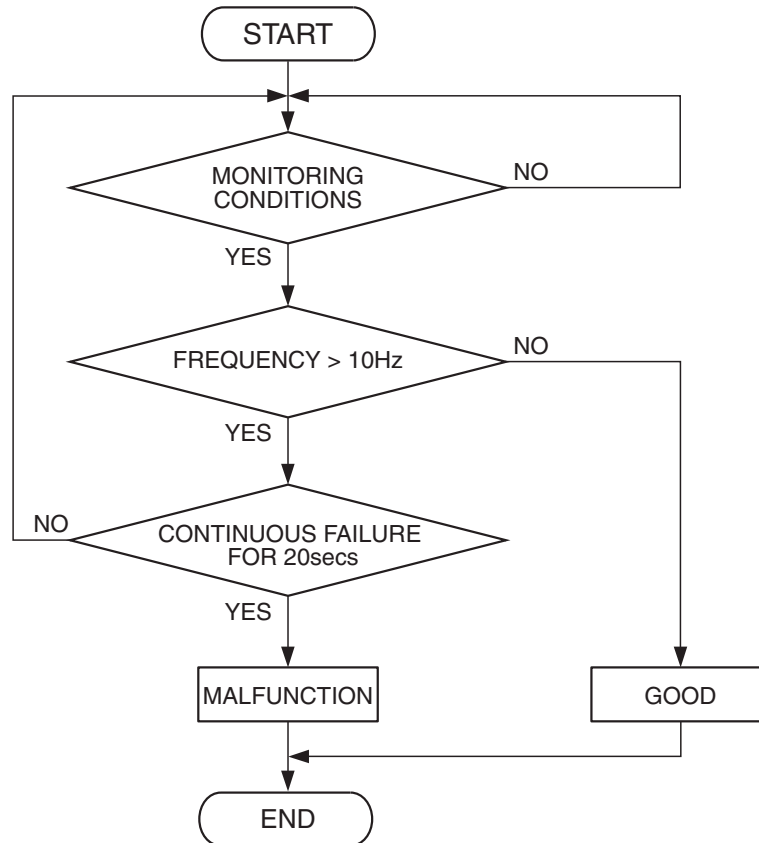 START
MONITORING
CONDITIONS
NO
YES
FREQUENCY > 10Hz
NO
YES
CONTINUOUS FAILURE
FOR 20secs
NO
YES
MALFUNCTION
GOOD
END